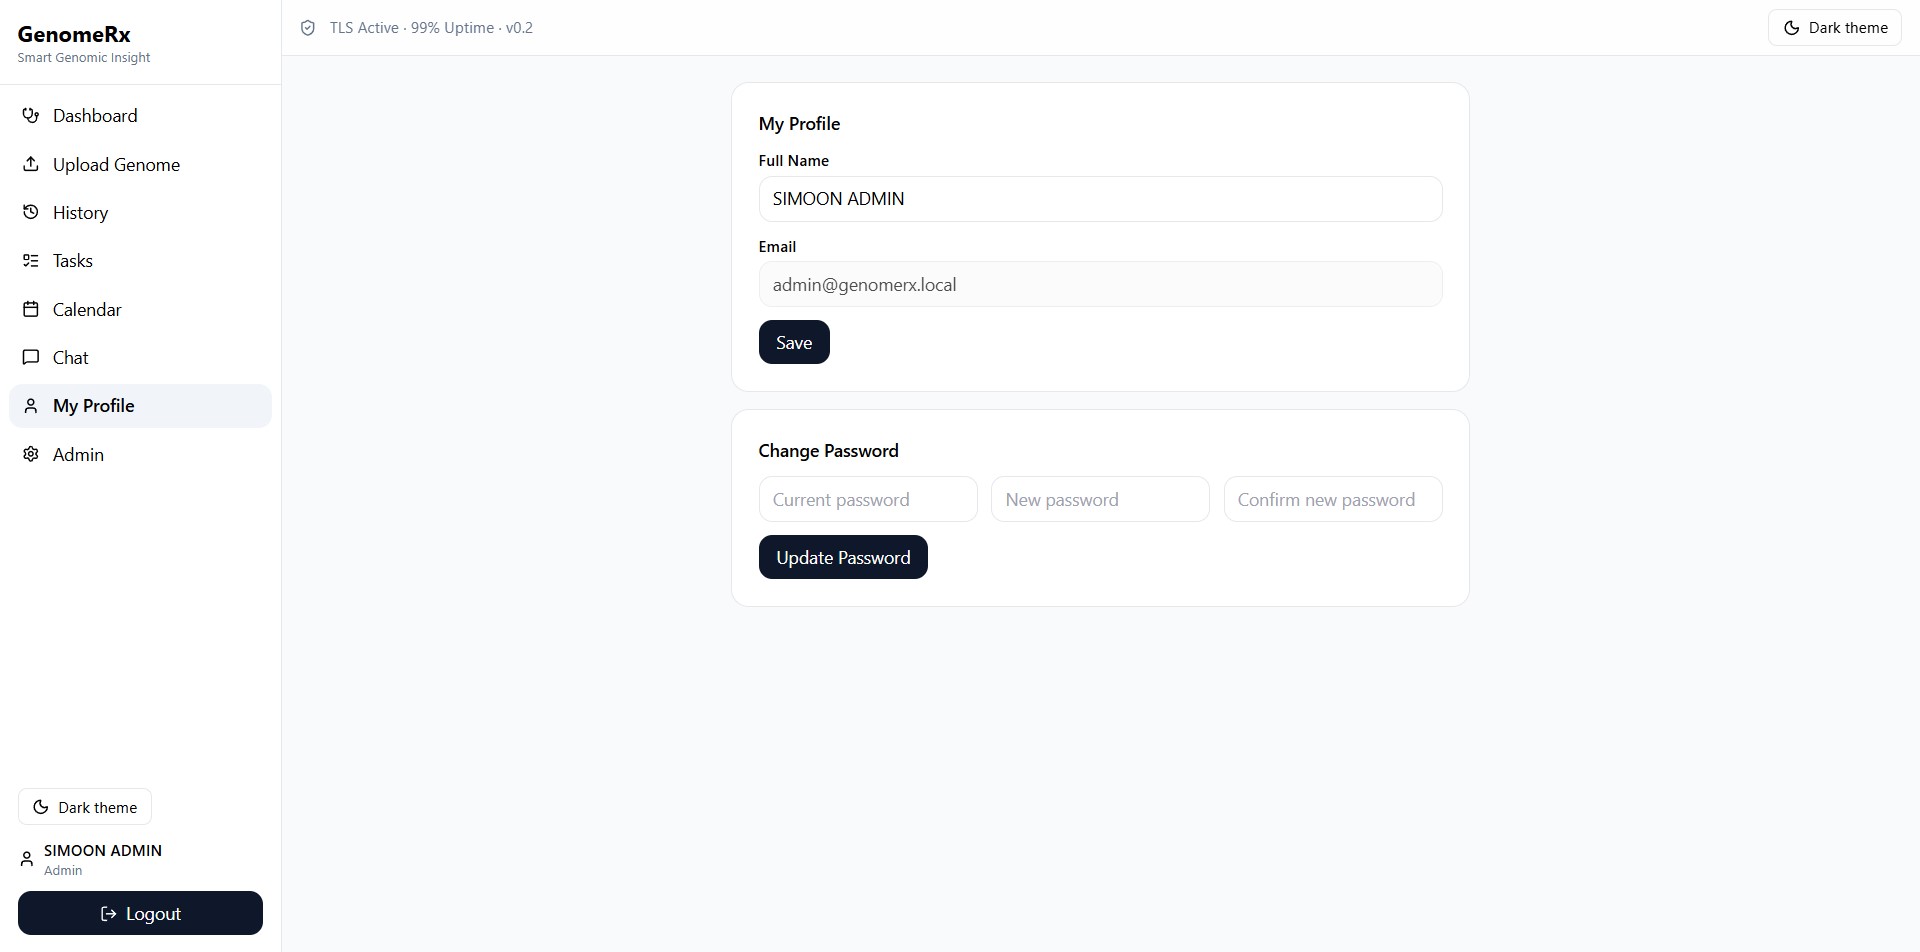 GenomeRx
Smart Genomic Insight
Dashboard
Upload Genome
History
Tasks
Calendar
Chat
My Profile
Admin
Dark theme
SIMOON ADMIN
Admin
Logout
TLS Active · 99% Uptime · v0.2
Dark theme
My Profile
Full Name
SIMOON ADMIN
Email
admin@genomerx.local
Save
Change Password
Current password New password Confirm new password
Update Password